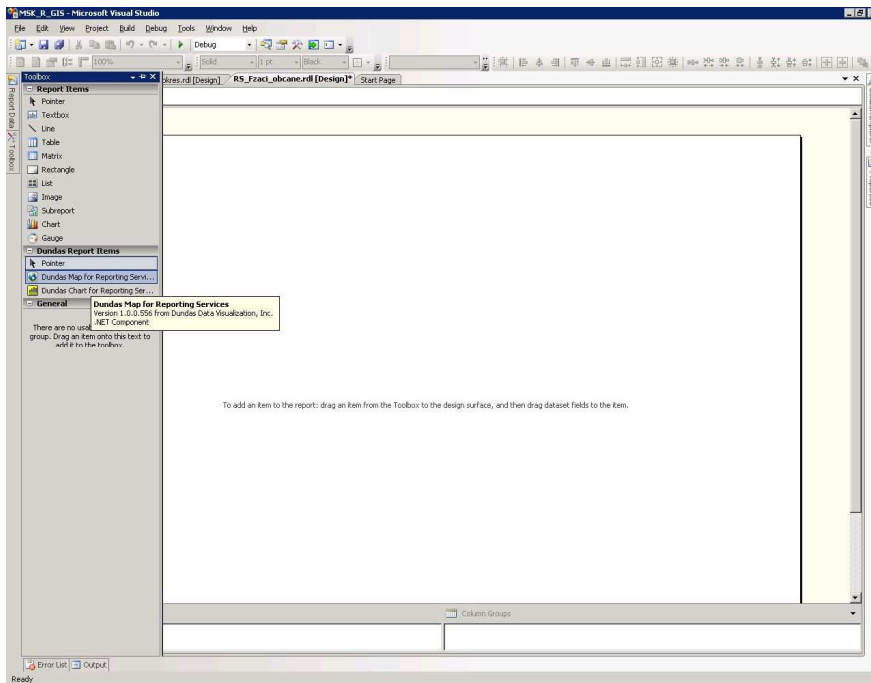 MSK_R_GIS - Microsoft Visual Studio
File Edit View Project Build Debug Tools Window Help
Debug
100% Solid 1 pt Black
Toolbox
okres.rdl [Design] RS_Fzaci_obcane.rdl [Design]* Start Page
Report Data
Toolbox
Report Items
Pointer
Textbox
Line
Table
Matrix
Rectangle
List
Image
Subreport
Chart
Gauge
Dundas Report Items
Pointer
Dundas Map for Reporting Servi...
Dundas Chart for Reporting Ser...
General
Dundas Map for Reporting Services
Version 1.0.0.556 from Dundas Data Visualization, Inc.
.NET Component
There are no usa
group. Drag an item onto this text to
add it to the toolbox.
To add an item to the report: drag an item from the Toolbox to the design surface, and then drag dataset fields to the item.
Column Groups
Error List Output
Ready